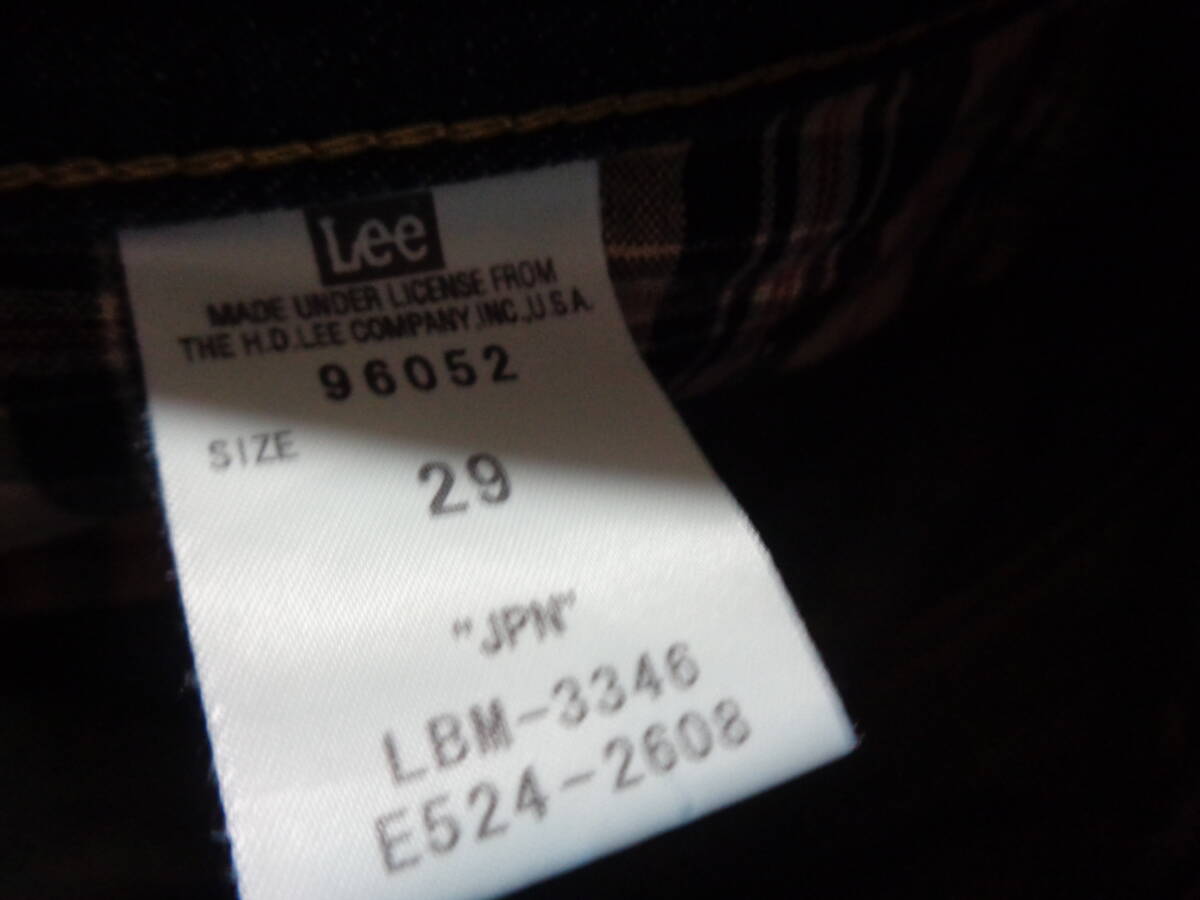 Lee
MADE UNDER LICENSE FROM
THE H.D.LEE COMPANY,INC.,U.S.A.
96052
SIZE
29
"JPN"
LBM-3346
E524-2608